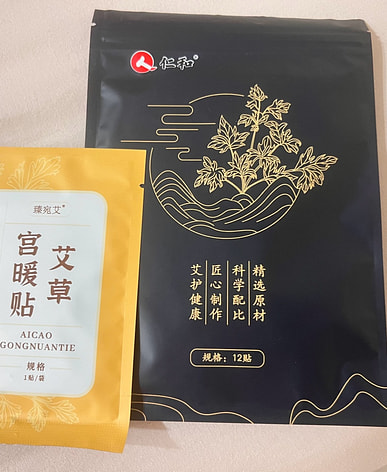 仁和®
精选原材
科学配比
匠心制作
艾护健康
规格：12贴
臻宛艾®
艾草
宫暖贴
AICAO
GONGNUANTIE
规格
1贴/袋